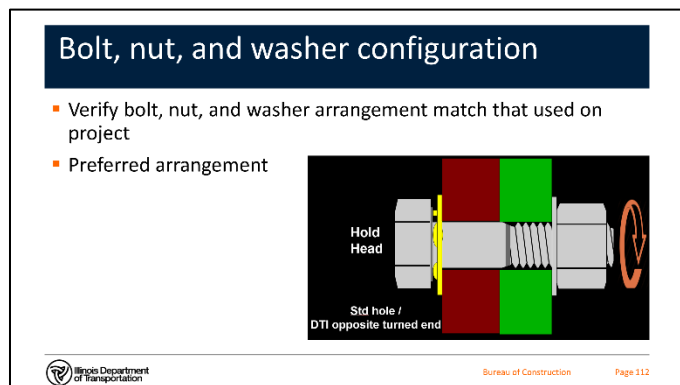 Bolt, nut, and washer configuration
▪ Verify bolt, nut, and washer arrangement match that used on
project
▪ Preferred arrangement
Hold
Head
Std hole /
DTI opposite turned end
Illinois Department
of Transportation
Bureau of Construction Page 112